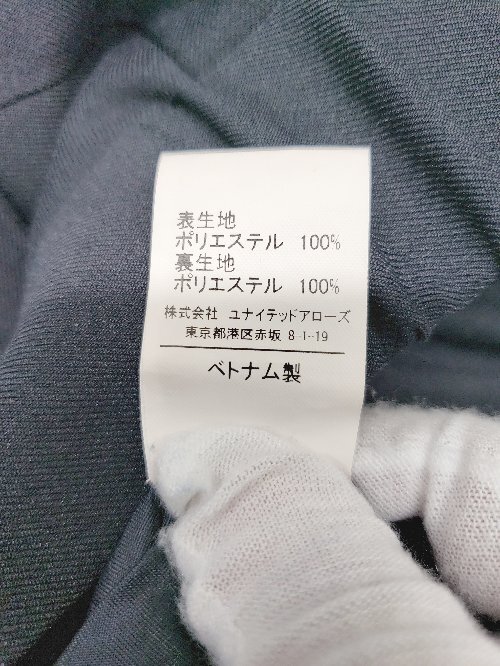 表生地
ポリエステル 100%
裏生地
ポリエステル 100%
株式会社 ユナイテッドアローズ
東京都港区赤坂 8-1-19
ベトナム製